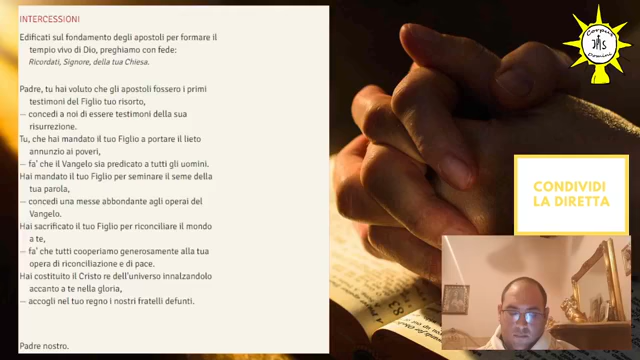 INTERCESSIONI
Edificati sul fondamento degli apostoli per formare il
tempio vivo di Dio, preghiamo con fede:
Ricordati, Signore, della tua Chiesa.
Padre, tu hai voluto che gli apostoli fossero i primi
testimoni del Figlio tuo risorto,
– concedi a noi di essere testimoni della sua
risurrezione.
Tu, che hai mandato il tuo Figlio a portare il lieto
annunzio ai poveri,
– fa' che il Vangelo sia predicato a tutti gli uomini.
Hai mandato il tuo Figlio per seminare il seme della
tua parola,
– concedi una messe abbondante agli operai del
Vangelo.
Hai sacrificato il tuo Figlio per riconciliare il mondo
a te,
– fa' che tutti cooperiamo generosamente alla tua
opera di riconciliazione e di pace.
Hai costituito il Cristo re dell'universo innalzandolo
accanto a te nella gloria,
– accogli nel tuo regno i nostri fratelli defunti.
Padre nostro.
Corpus
JHS
Domini
CONDIVIDI
LA DIRETTA
83